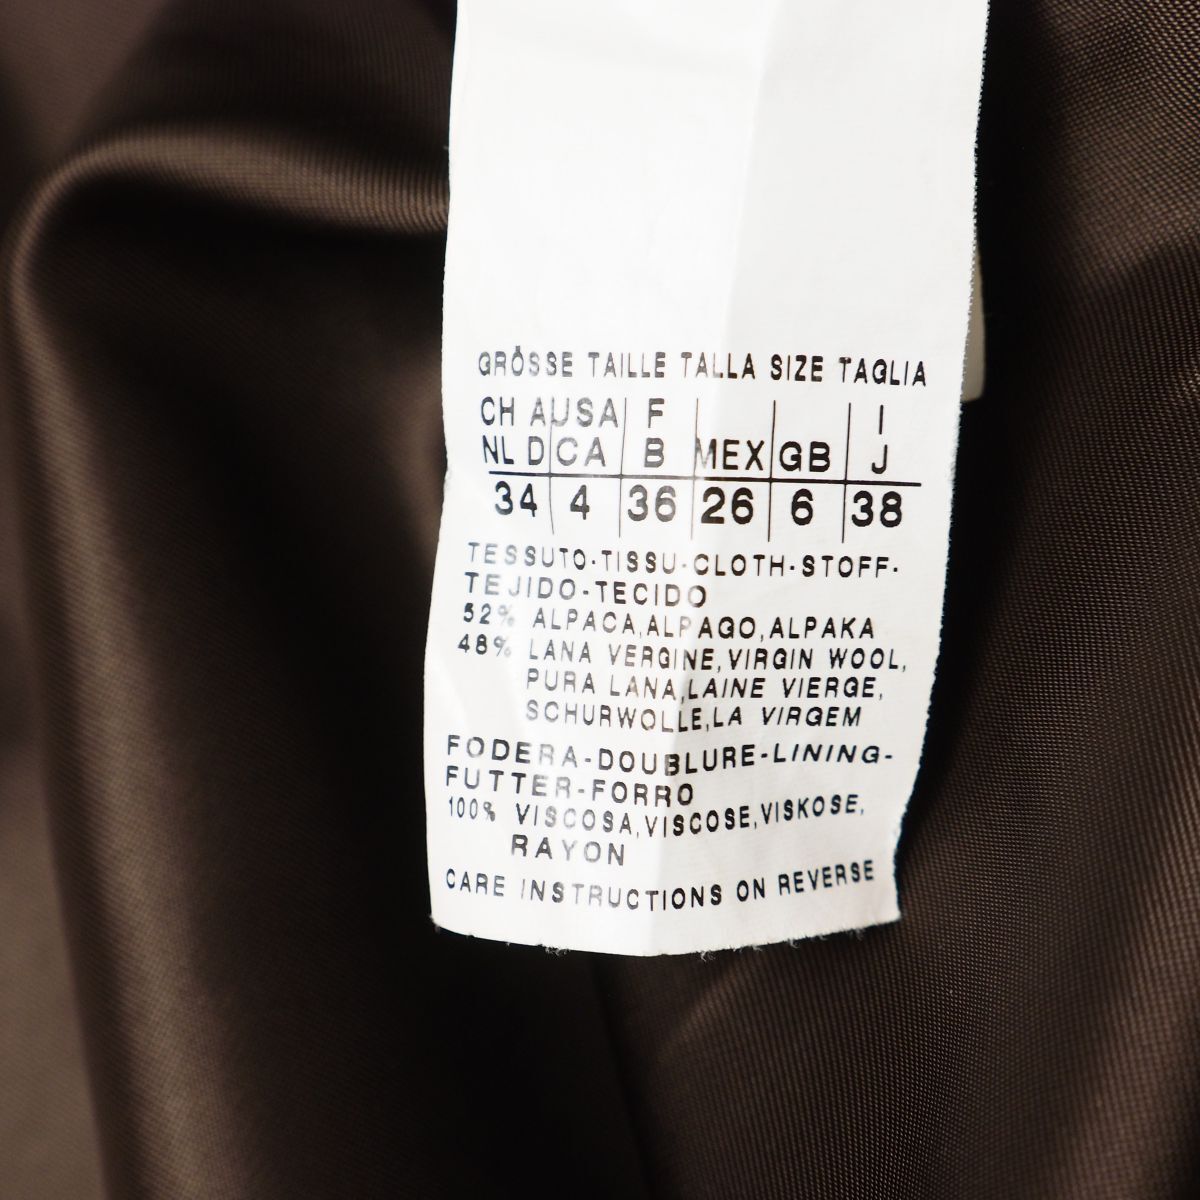 GRÖSSE TAILLE TALLA SIZE TAGLIA
CH A USA F I
NL D CA B MEX GB J
34 4 36 26 6 38
TESSUTO-TISSU-CLOTH-STOFF-
TEJIDO-TECIDO
52% ALPACA,ALPAGO,ALPAKA
48% LANA VERGINE,VIRGIN WOOL,
PURA LANA,LAINE VIERGE,
SCHURWOLLE,LA VIRGEM
FODERA-DOUBLURE-LINING-
FUTTER-FORRO
100% VISCOSA,VISCOSE,VISKOSE,
RAYON
CARE INSTRUCTIONS ON REVERSE